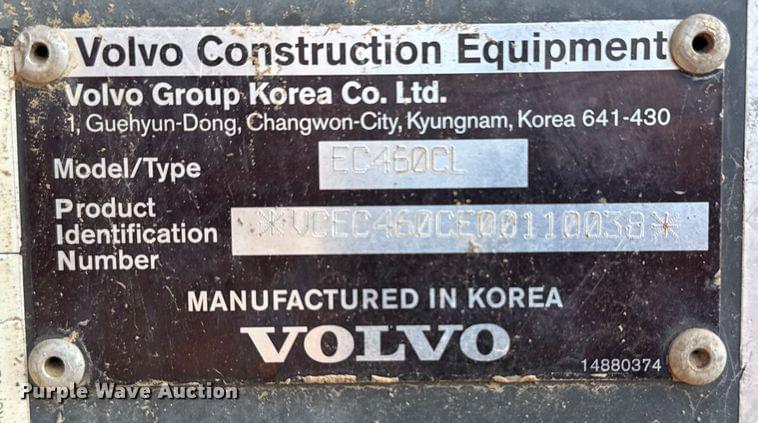 Volvo Construction Equipment
Volvo Group Korea Co. Ltd.
1, Guehyun-Dong, Changwon-City, Kyungnam, Korea 641-430
Model/Type EC460CL
Product
Identification
Number
*VCEC460CE00110038*
MANUFACTURED IN KOREA
VOLVO
14880374
Purple Wave Auction